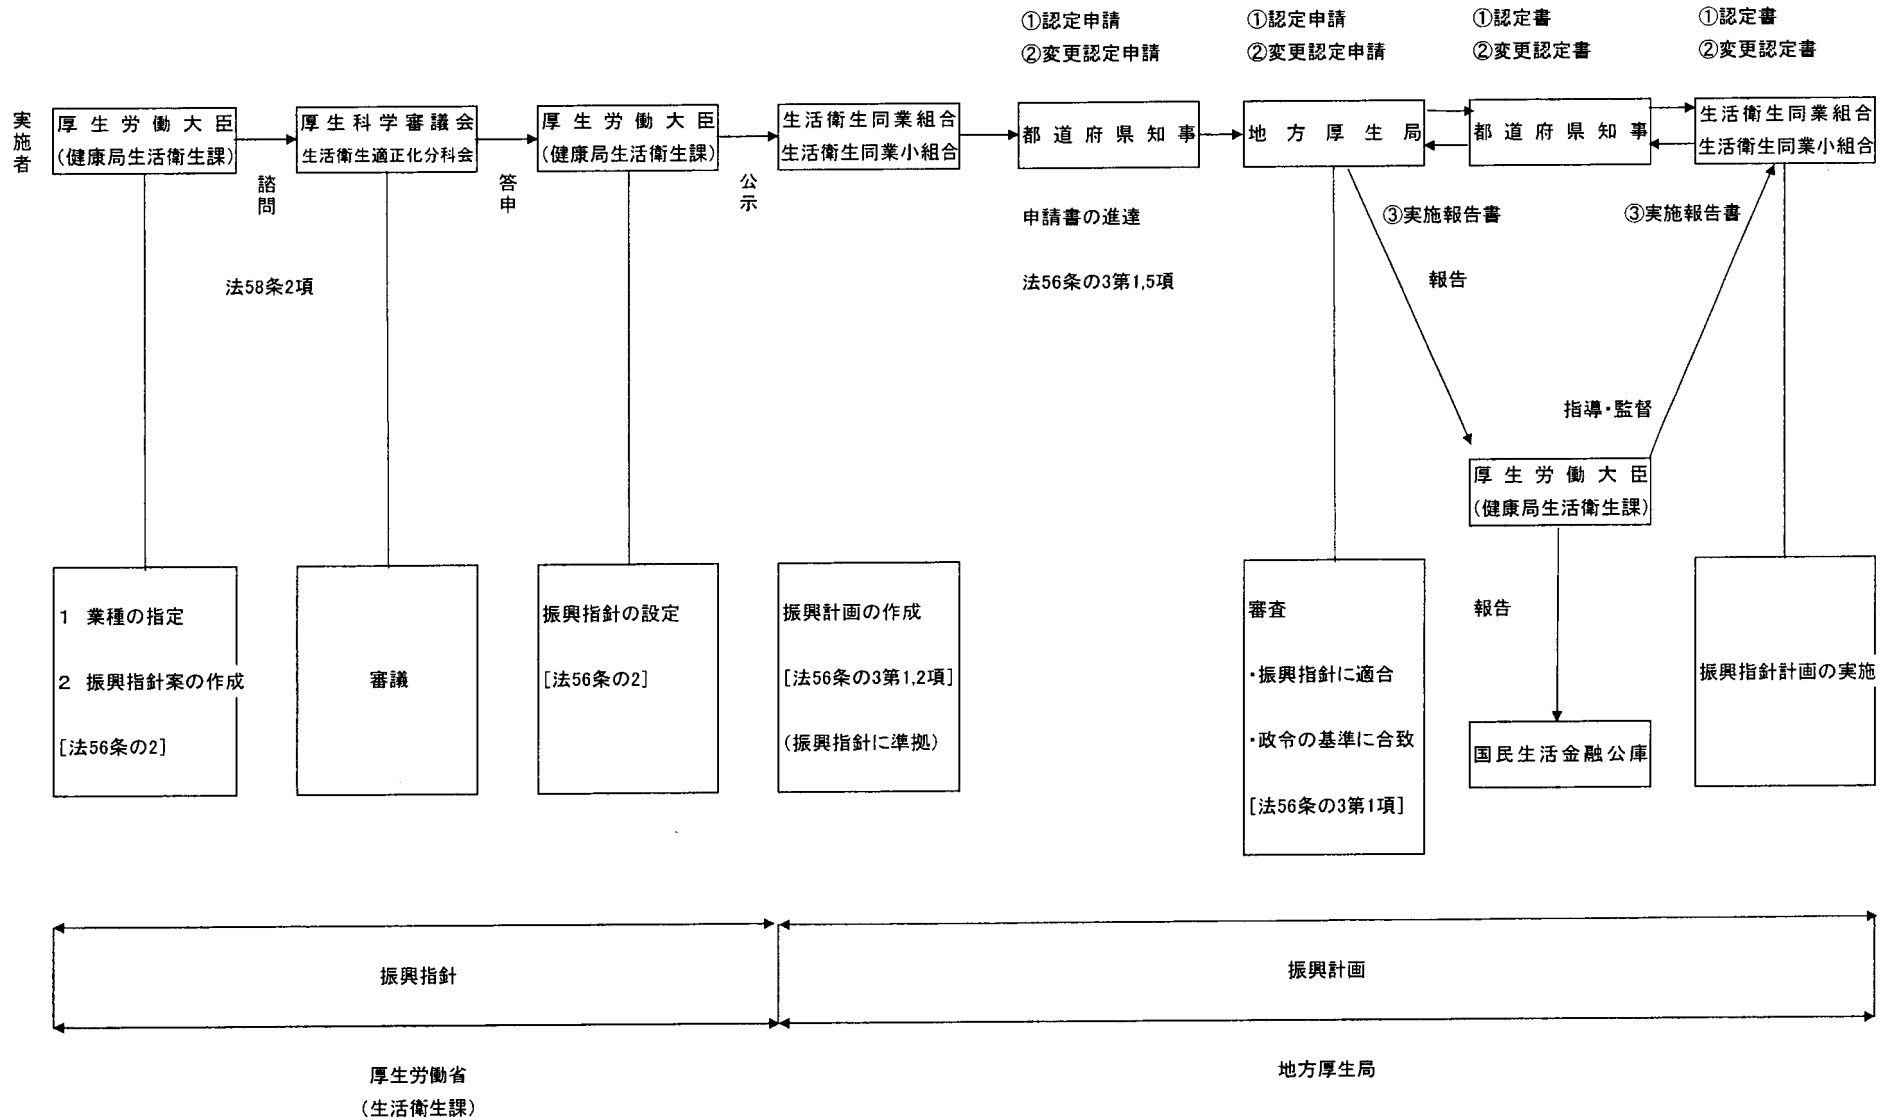 ①認定申請
②変更認定申請
①認定申請
②変更認定申請
①認定書
②変更認定書
①認定書
②変更認定書
実施者
厚生労働大臣
(健康局生活衛生課)
諮問
厚生科学審議会
生活衛生適正化分科会
答申
厚生労働大臣
(健康局生活衛生課)
公示
生活衛生同業組合
生活衛生同業小組合
都道府県知事
地方厚生局
都道府県知事
生活衛生同業組合
生活衛生同業小組合
法58条2項
申請書の進達
法56条の3第1,5項
③実施報告書
報告
③実施報告書
指導・監督
厚生労働大臣
(健康局生活衛生課)
報告
国民生活金融公庫
1 業種の指定
2 振興指針案の作成
[法56条の2]
審議
振興指針の設定
[法56条の2]
振興計画の作成
[法56条の3第1,2項]
(振興指針に準拠)
審査
・振興指針に適合
・政令の基準に合致
[法56条の3第1項]
振興指針計画の実施
振興指針
振興計画
厚生労働省
(生活衛生課)
地方厚生局